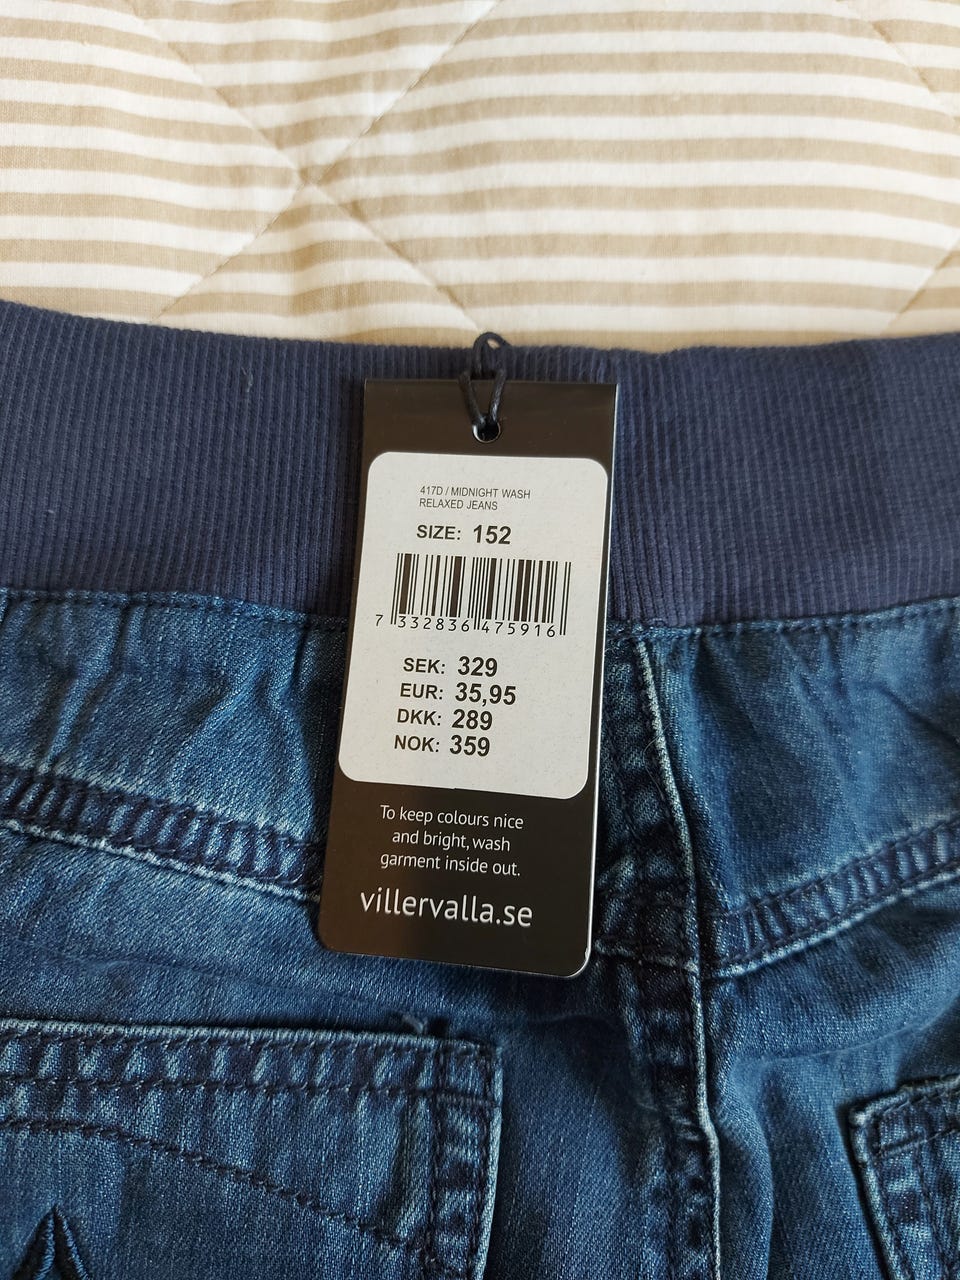 417D / MIDNIGHT WASH
RELAXED JEANS
SIZE: 152
7 332836 475916
SEK: 329
EUR: 35,95
DKK: 289
NOK: 359
To keep colours nice
and bright, wash
garment inside out.
villervalla.se